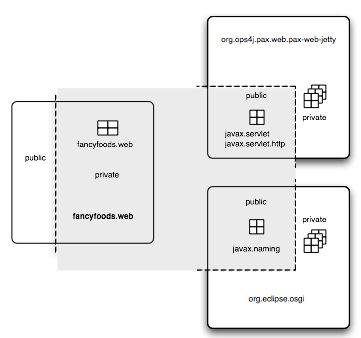 org.ops4j.pax.web.pax-web-jetty
public
private
javax.servlet
javax.servlet.http
public
fancyfoods.web
private
fancyfoods.web
public
private
javax.naming
org.eclipse.osgi